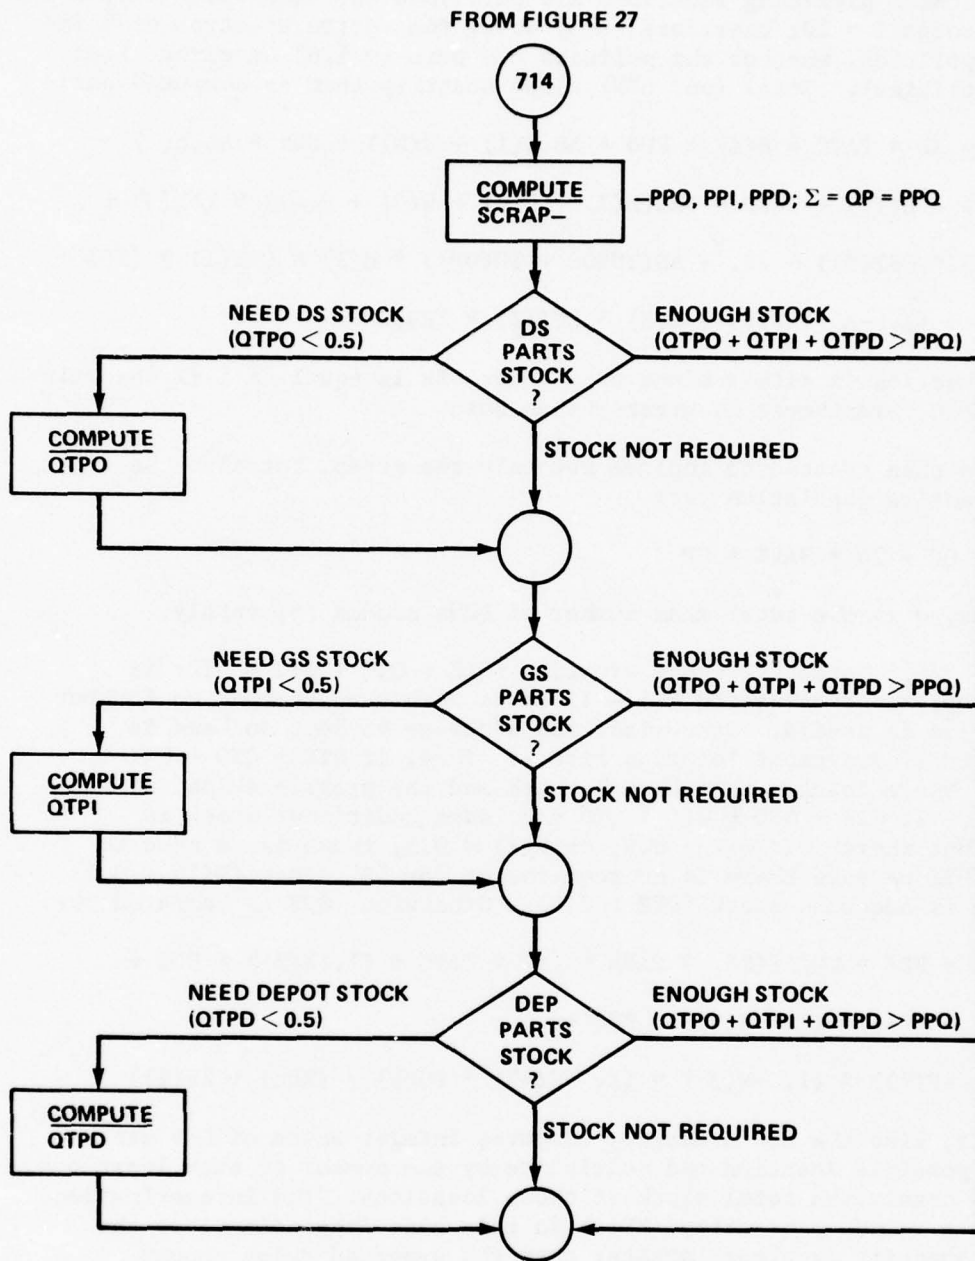 FROM FIGURE 27
714
COMPUTE
SCRAP–
–PPO, PPI, PPD; Σ = QP = PPQ
NEED DS STOCK
(QTPO < 0.5)
DS
PARTS
STOCK
?
ENOUGH STOCK
(QTPO + QTPI + QTPD > PPQ)
COMPUTE
QTPO
STOCK NOT REQUIRED
NEED GS STOCK
(QTPI < 0.5)
GS
PARTS
STOCK
?
ENOUGH STOCK
(QTPO + QTPI + QTPD > PPQ)
COMPUTE
QTPI
STOCK NOT REQUIRED
NEED DEPOT STOCK
(QTPD < 0.5)
DEP
PARTS
STOCK
?
ENOUGH STOCK
(QTPO + QTPI + QTPD > PPQ)
COMPUTE
QTPD
STOCK NOT REQUIRED